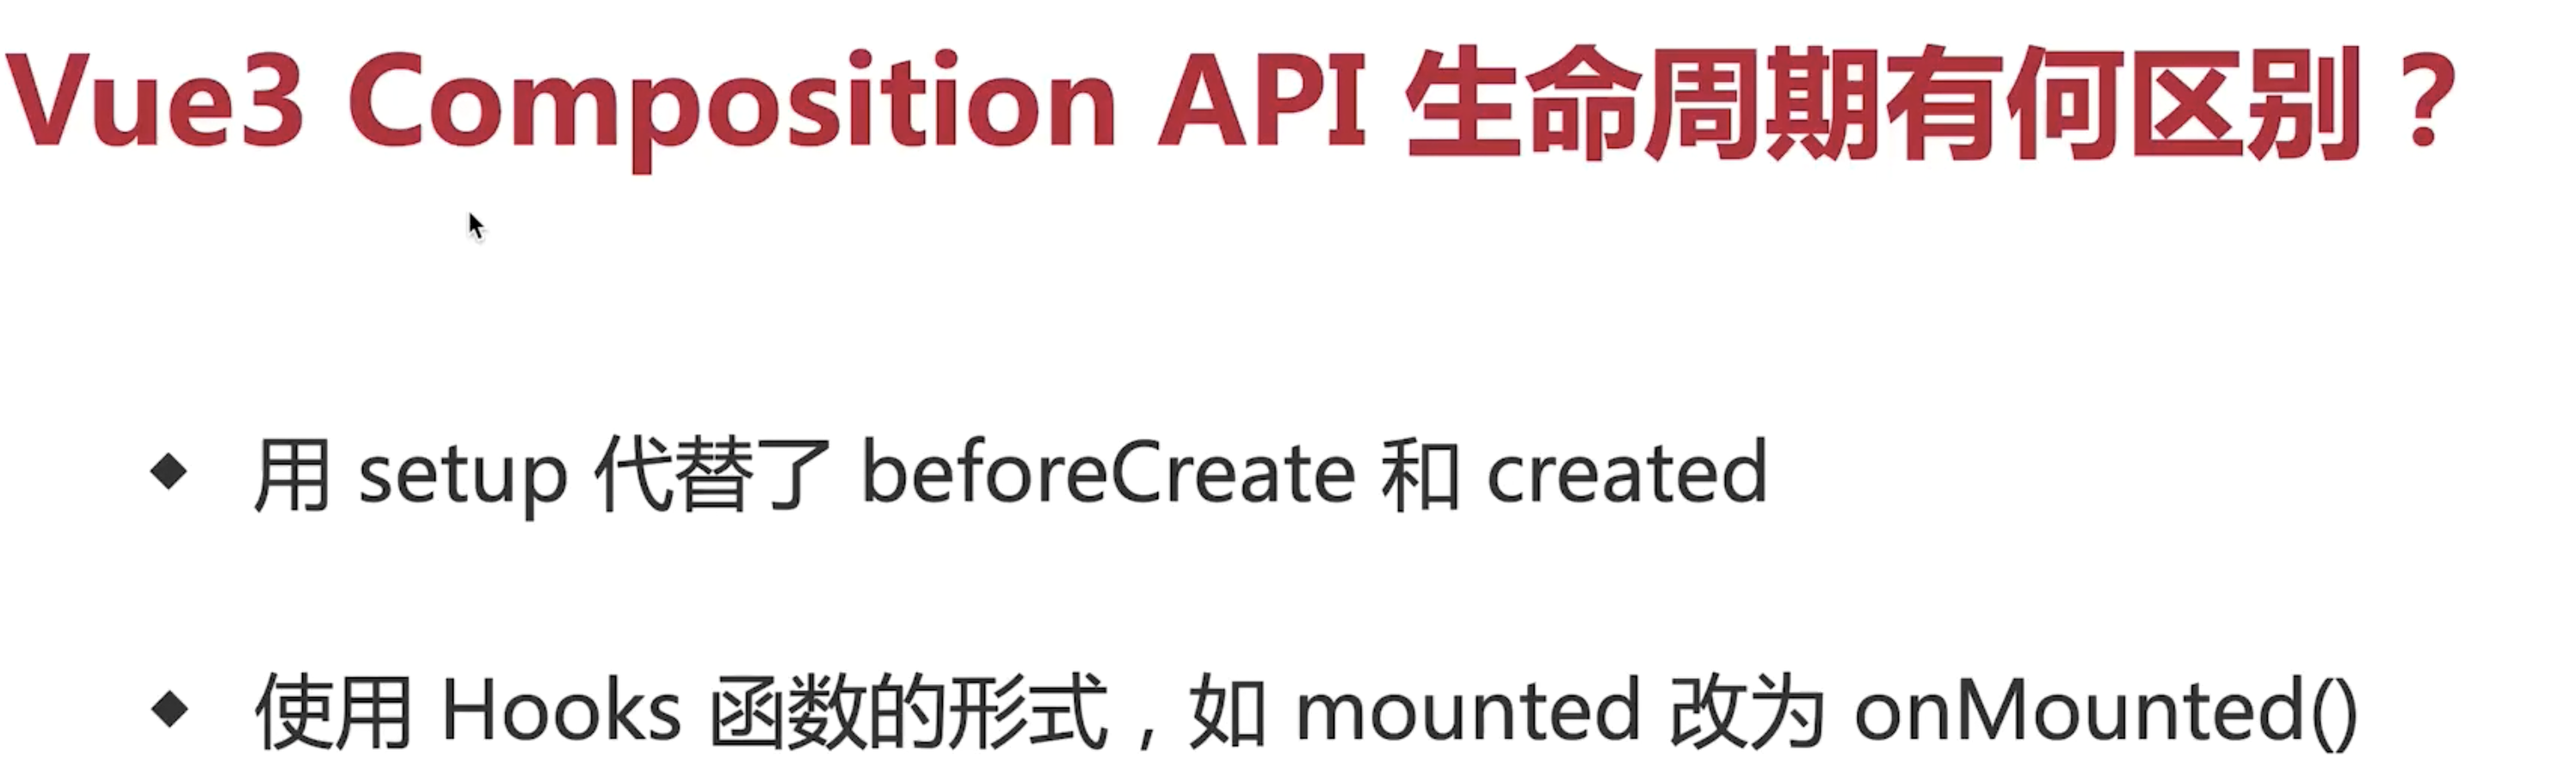 Vue3 Composition API 生命周期有何区别？
◆ 用 setup 代替了 beforeCreate 和 created
◆ 使用 Hooks 函数的形式，如 mounted 改为 onMounted()